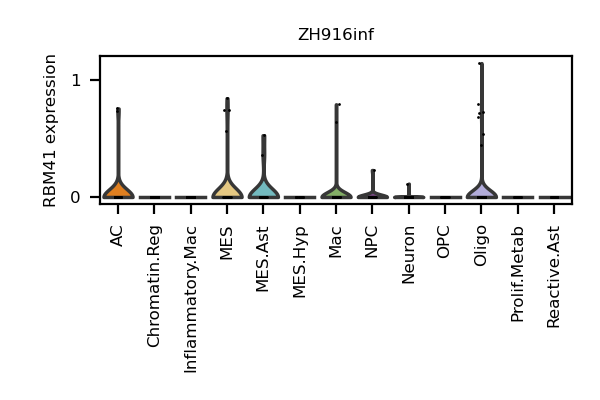 ZH916inf
RBM41 expression
1
0
AC
Chromatin.Reg
Inflammatory.Mac
MES
MES.Ast
MES.Hyp
Mac
NPC
Neuron
OPC
Oligo
Prolif.Metab
Reactive.Ast